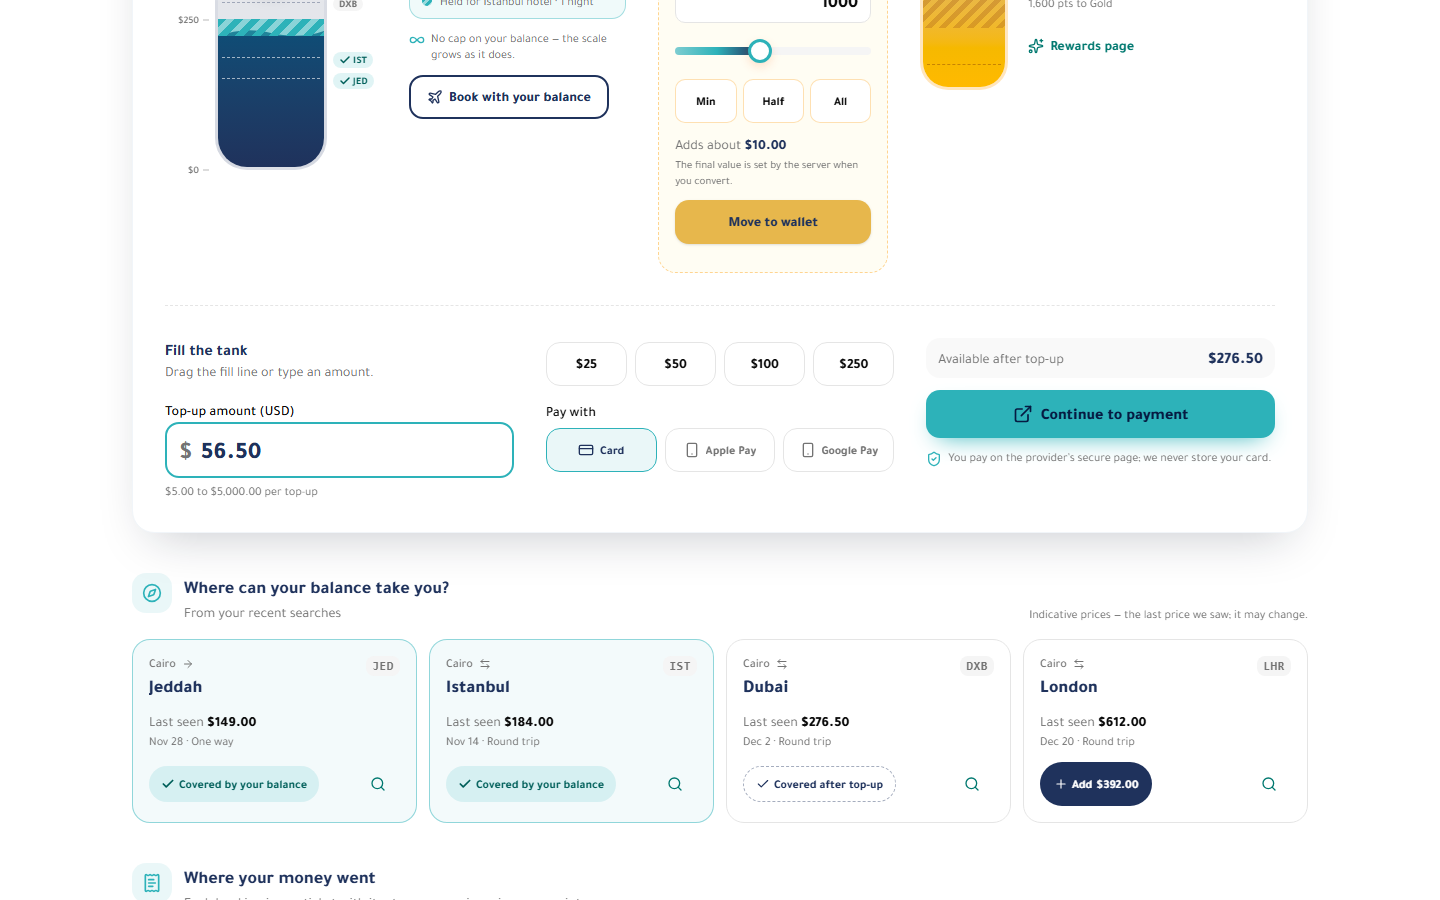 DXB
$250
IST
JED
$0
Held for Istanbul hotel · 1 night
No cap on your balance — the scale
grows as it does.
Book with your balance
1000
Min
Half
All
Adds about $10.00
The final value is set by the server when
you convert.
Move to wallet
1,600 pts to Gold
Rewards page
Fill the tank
Drag the fill line or type an amount.
Top-up amount (USD)
$ 56.50
$5.00 to $5,000.00 per top-up
$25
$50
$100
$250
Pay with
Card
Apple Pay
Google Pay
Available after top-up
$276.50
Continue to payment
You pay on the provider's secure page; we never store your card.
Where can your balance take you?
From your recent searches
Indicative prices — the last price we saw; it may change.
Cairo →
JED
Jeddah
Last seen $149.00
Nov 28 · One way
Covered by your balance
Cairo ⇆
IST
Istanbul
Last seen $184.00
Nov 14 · Round trip
Covered by your balance
Cairo ⇆
DXB
Dubai
Last seen $276.50
Dec 2 · Round trip
Covered after top-up
Cairo ⇆
LHR
London
Last seen $612.00
Dec 20 · Round trip
+ Add $392.00
Where your money went